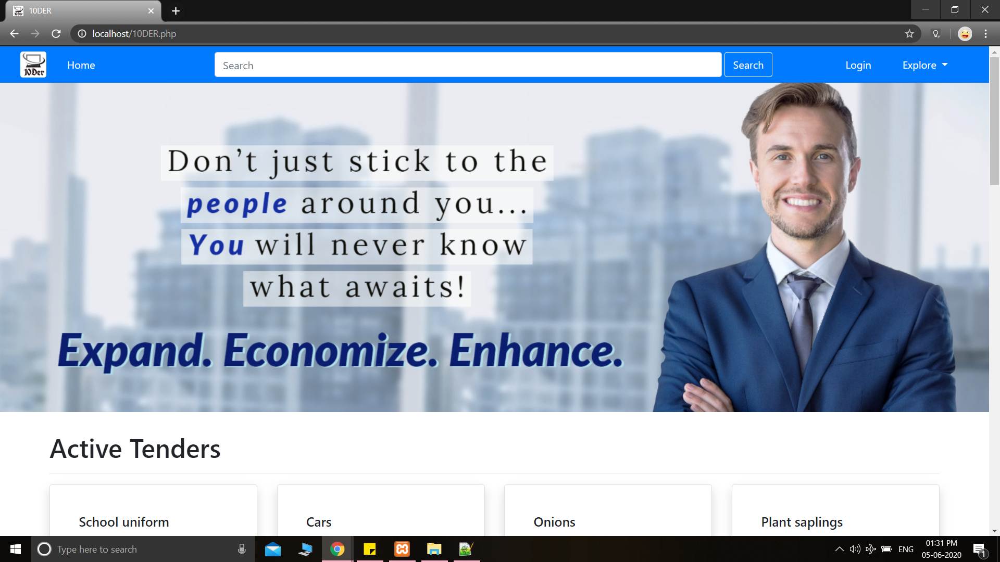 10DER
localhost/10DER.php
10Der
Home
Search
Search
Login
Explore
Don't just stick to the
people around you...
You will never know
what awaits!
Expand. Economize. Enhance.
Active Tenders
School uniform
Cars
Onions
Plant saplings
Type here to search
ENG
01:31 PM
05-06-2020
1